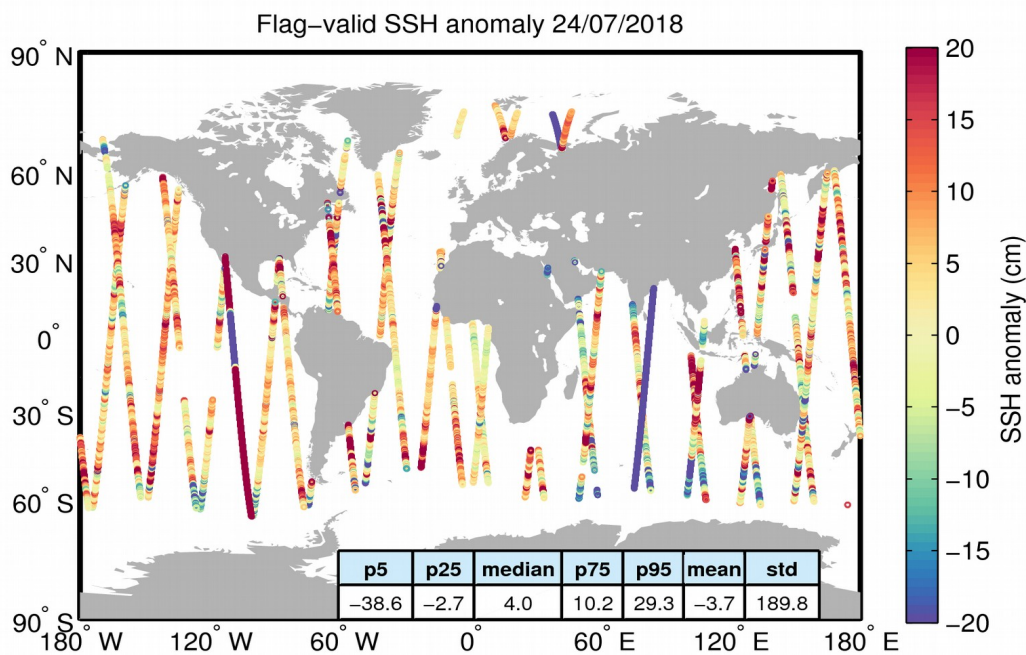 Flag−valid SSH anomaly 24/07/2018
90° N
60° N
30° N
0°
30° S
60° S
90° S
180° W
120° W
60° W
0°
60° E
120° E
180° E
p5 p25 median p75 p95 mean std
−38.6 −2.7 4.0 10.2 29.3 −3.7 189.8
20
15
10
5
0
−5
−10
−15
−20
SSH anomaly (cm)